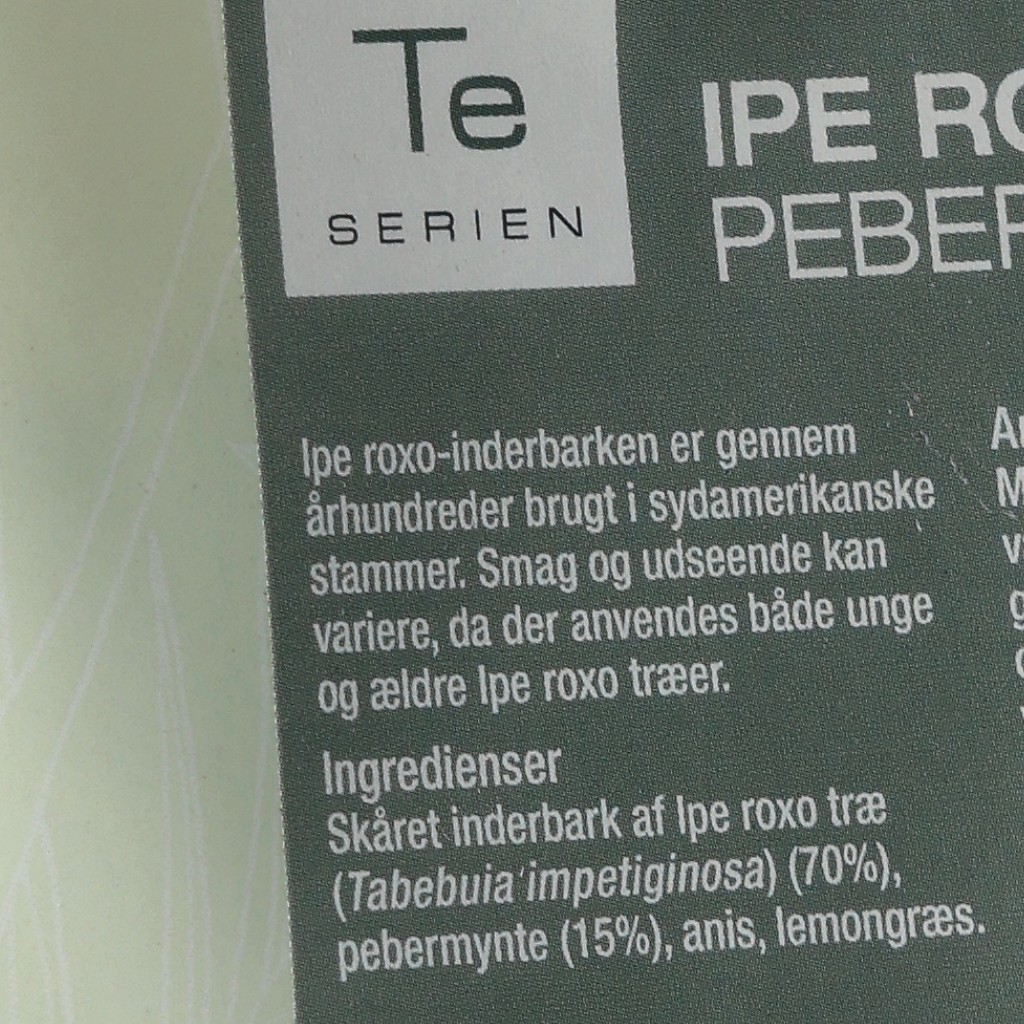 Te
SERIEN
IPE
Ipe roxo-inderbarken er gennem
århundreder brugt i sydamerikanske
stammer. Smag og udseende kan
variere, da der anvendes både unge
og ældre Ipe roxo træer.
Ingredienser
Skåret inderbark af Ipe roxo træ
(Tabebuia impetiginosa) (70%),
pebermynte (15%), anis, lemongræs.